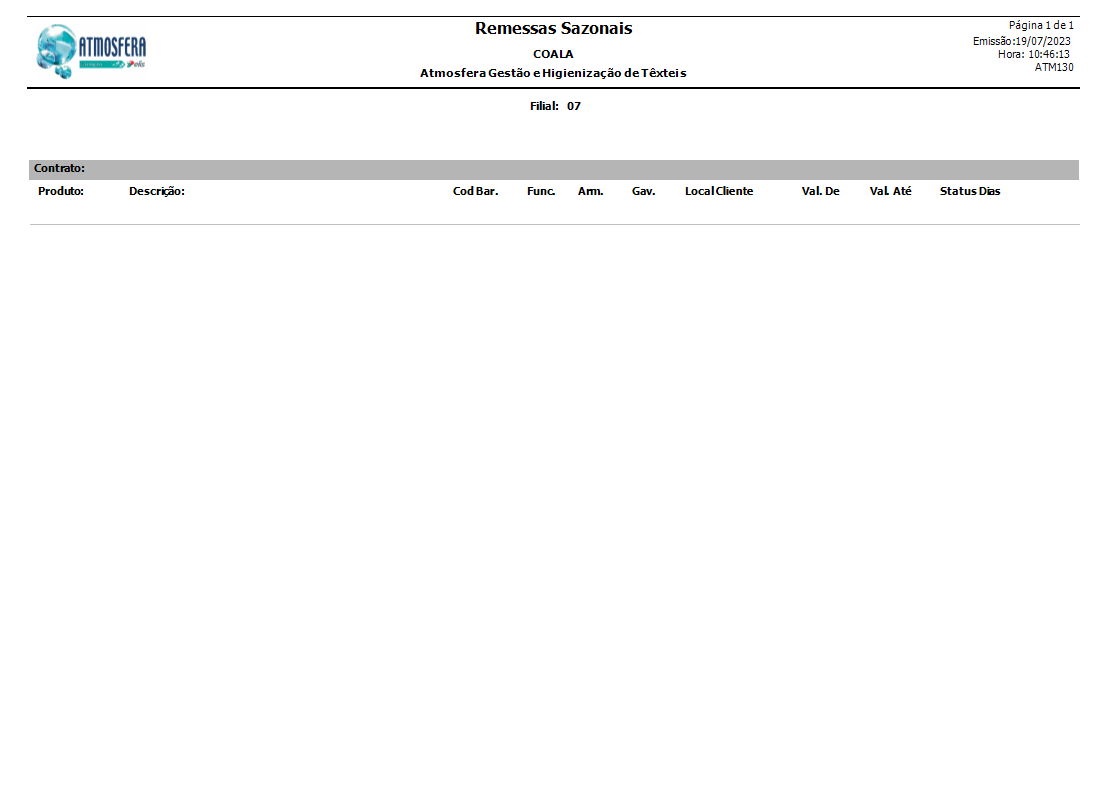 ATMOSFERA
Remessas Sazonais
COALA
Atmosfera Gestão e Higienização de Têxteis
Página 1 de 1
Emissão:19/07/2023
Hora: 10:46:13
ATM130
Filial: 07
Contrato:
Produto: Descrição: Cod Bar. Func. Arm. Gav. Local Cliente Val. De Val. Até Status Dias